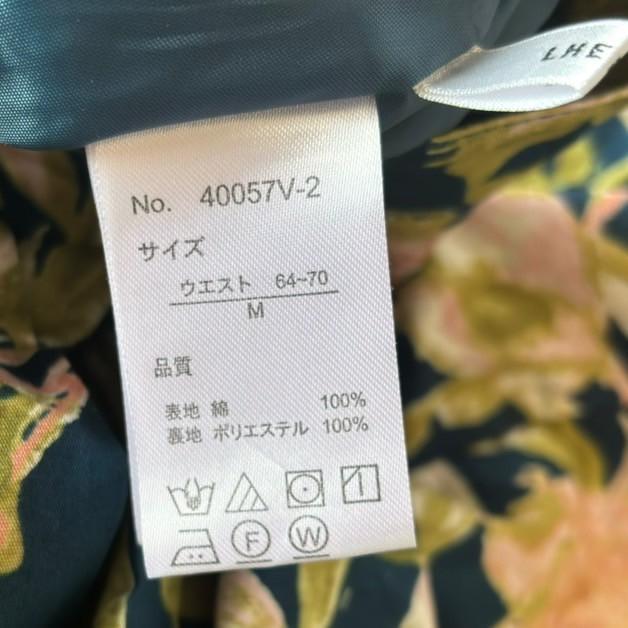 LHE
No. 40057V-2
サイズ
ウエスト 64~70
M
品質
表地 綿 100%
裏地 ポリエステル 100%
F W